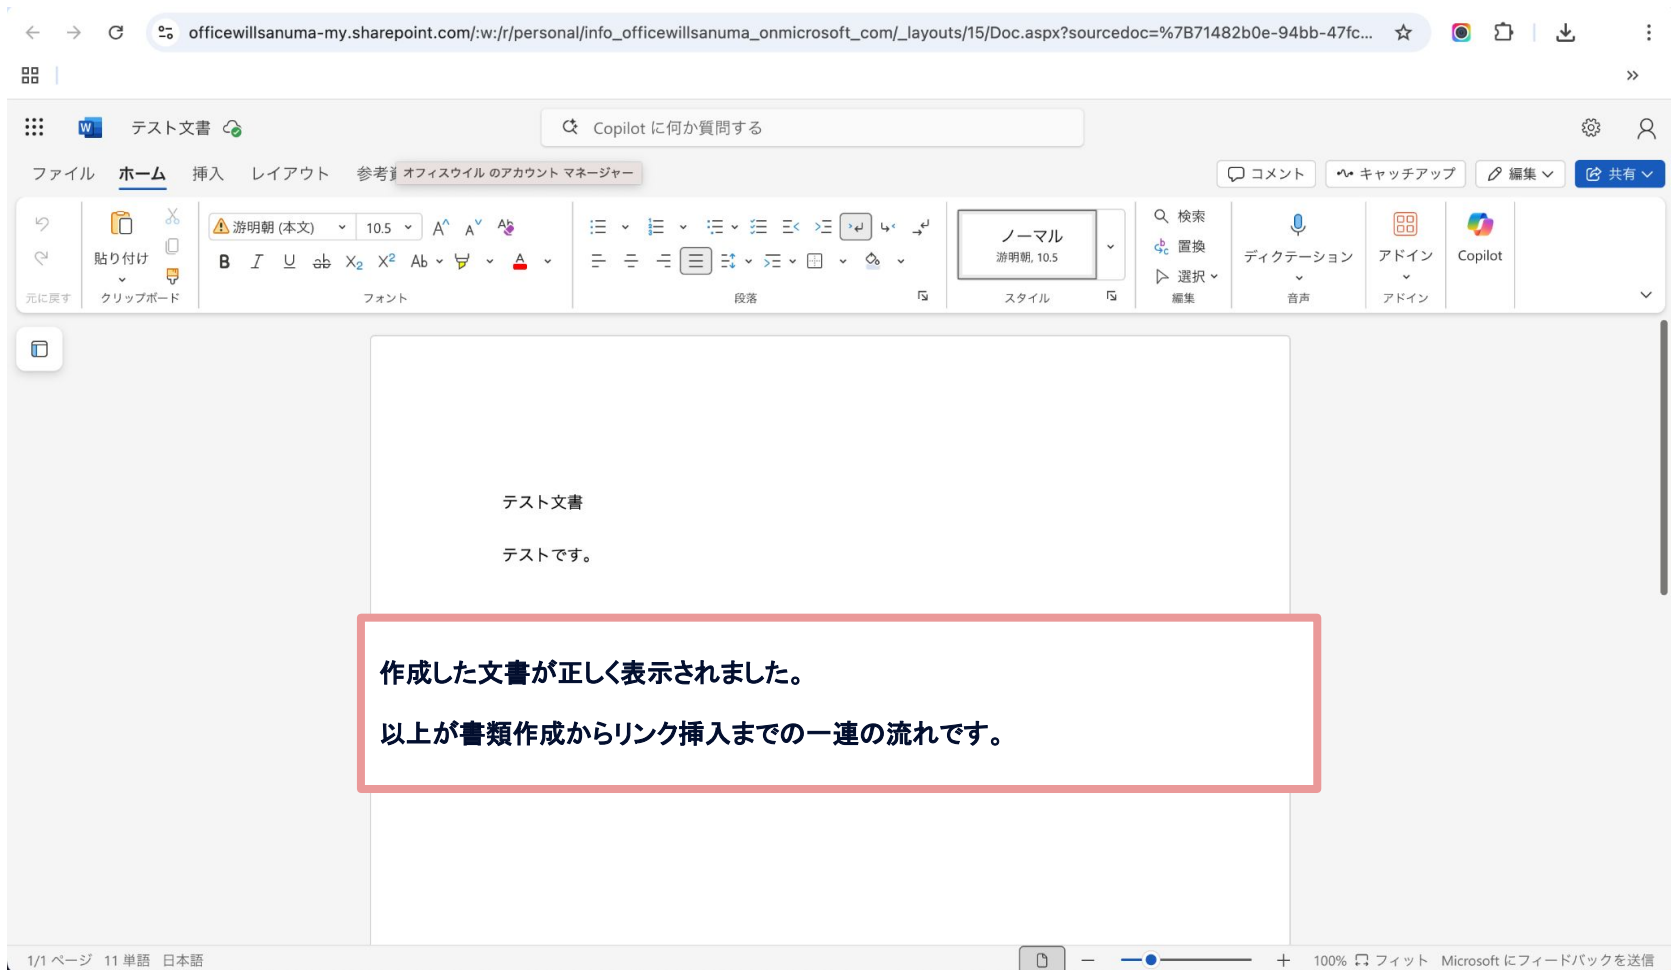 officewillsanuma-my.sharepoint.com/:w:/r/personal/info_officewillsanuma_onmicrosoft_com/_layouts/15/Doc.aspx?sourcedoc=%7B71482b0e-94bb-47fc...
テスト文書
Copilot に何か質問する
ファイル ホーム 挿入 レイアウト 参考資 オフィスウイル のアカウント マネージャー コメント キャッチアップ 編集 共有
游明朝 (本文) 10.5
貼り付け
元に戻す クリップボード
B I U ab X2 X2 Ab A
フォント
段落
ノーマル
游明朝, 10.5
スタイル
検索
置換
選択
編集
ディクテーション
音声
アドイン
アドイン
Copilot
テスト文書
テストです。
作成した文書が正しく表示されました。
以上が書類作成からリンク挿入までの一連の流れです。
1/1 ページ 11 単語 日本語 100% フィット Microsoft にフィードバックを送信